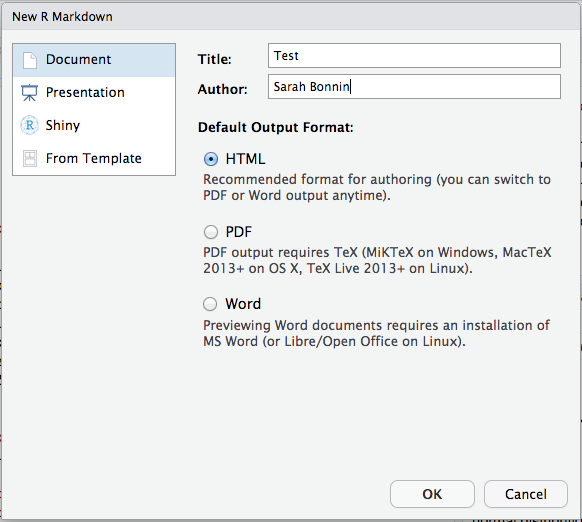 New R Markdown
Document
Presentation
Shiny
From Template
Title: Test
Author: Sarah Bonnin
Default Output Format:
HTML
Recommended format for authoring (you can switch to
PDF or Word output anytime).
PDF
PDF output requires TeX (MiKTeX on Windows, MacTeX
2013+ on OS X, TeX Live 2013+ on Linux).
Word
Previewing Word documents requires an installation of
MS Word (or Libre/Open Office on Linux).
OK Cancel